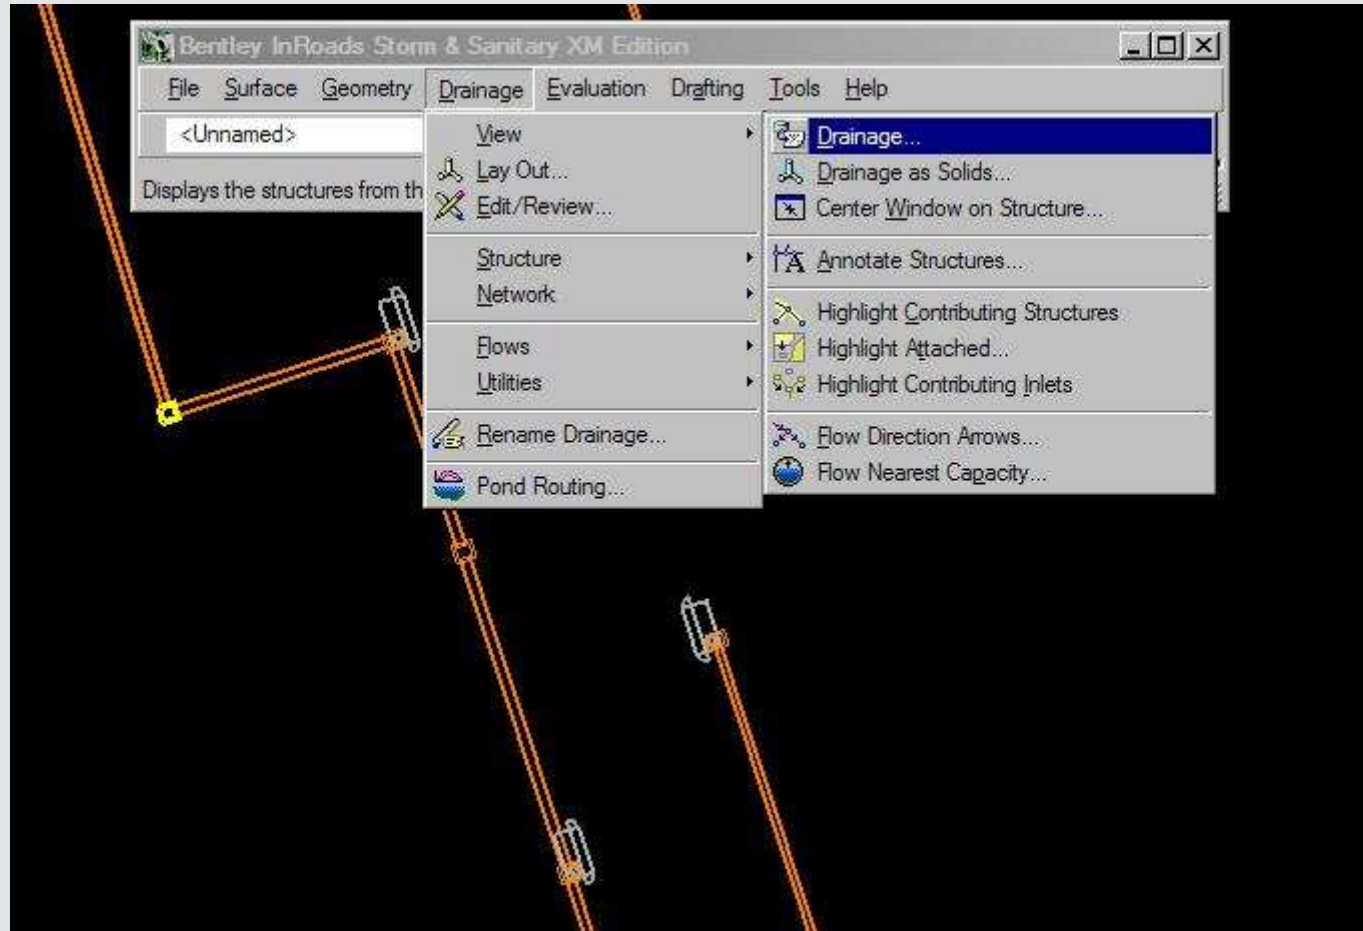 Bentley InRoads Storm & Sanitary XM Edition
File Surface Geometry Drainage Evaluation Drafting Tools Help
<Unnamed>
Displays the structures from th
View
Lay Out...
Edit/Review...
Structure
Network
Flows
Utilities
Rename Drainage...
Pond Routing...
Drainage...
Drainage as Solids...
Center Window on Structure...
Annotate Structures...
Highlight Contributing Structures
Highlight Attached...
Highlight Contributing Inlets
Flow Direction Arrows...
Flow Nearest Capacity...